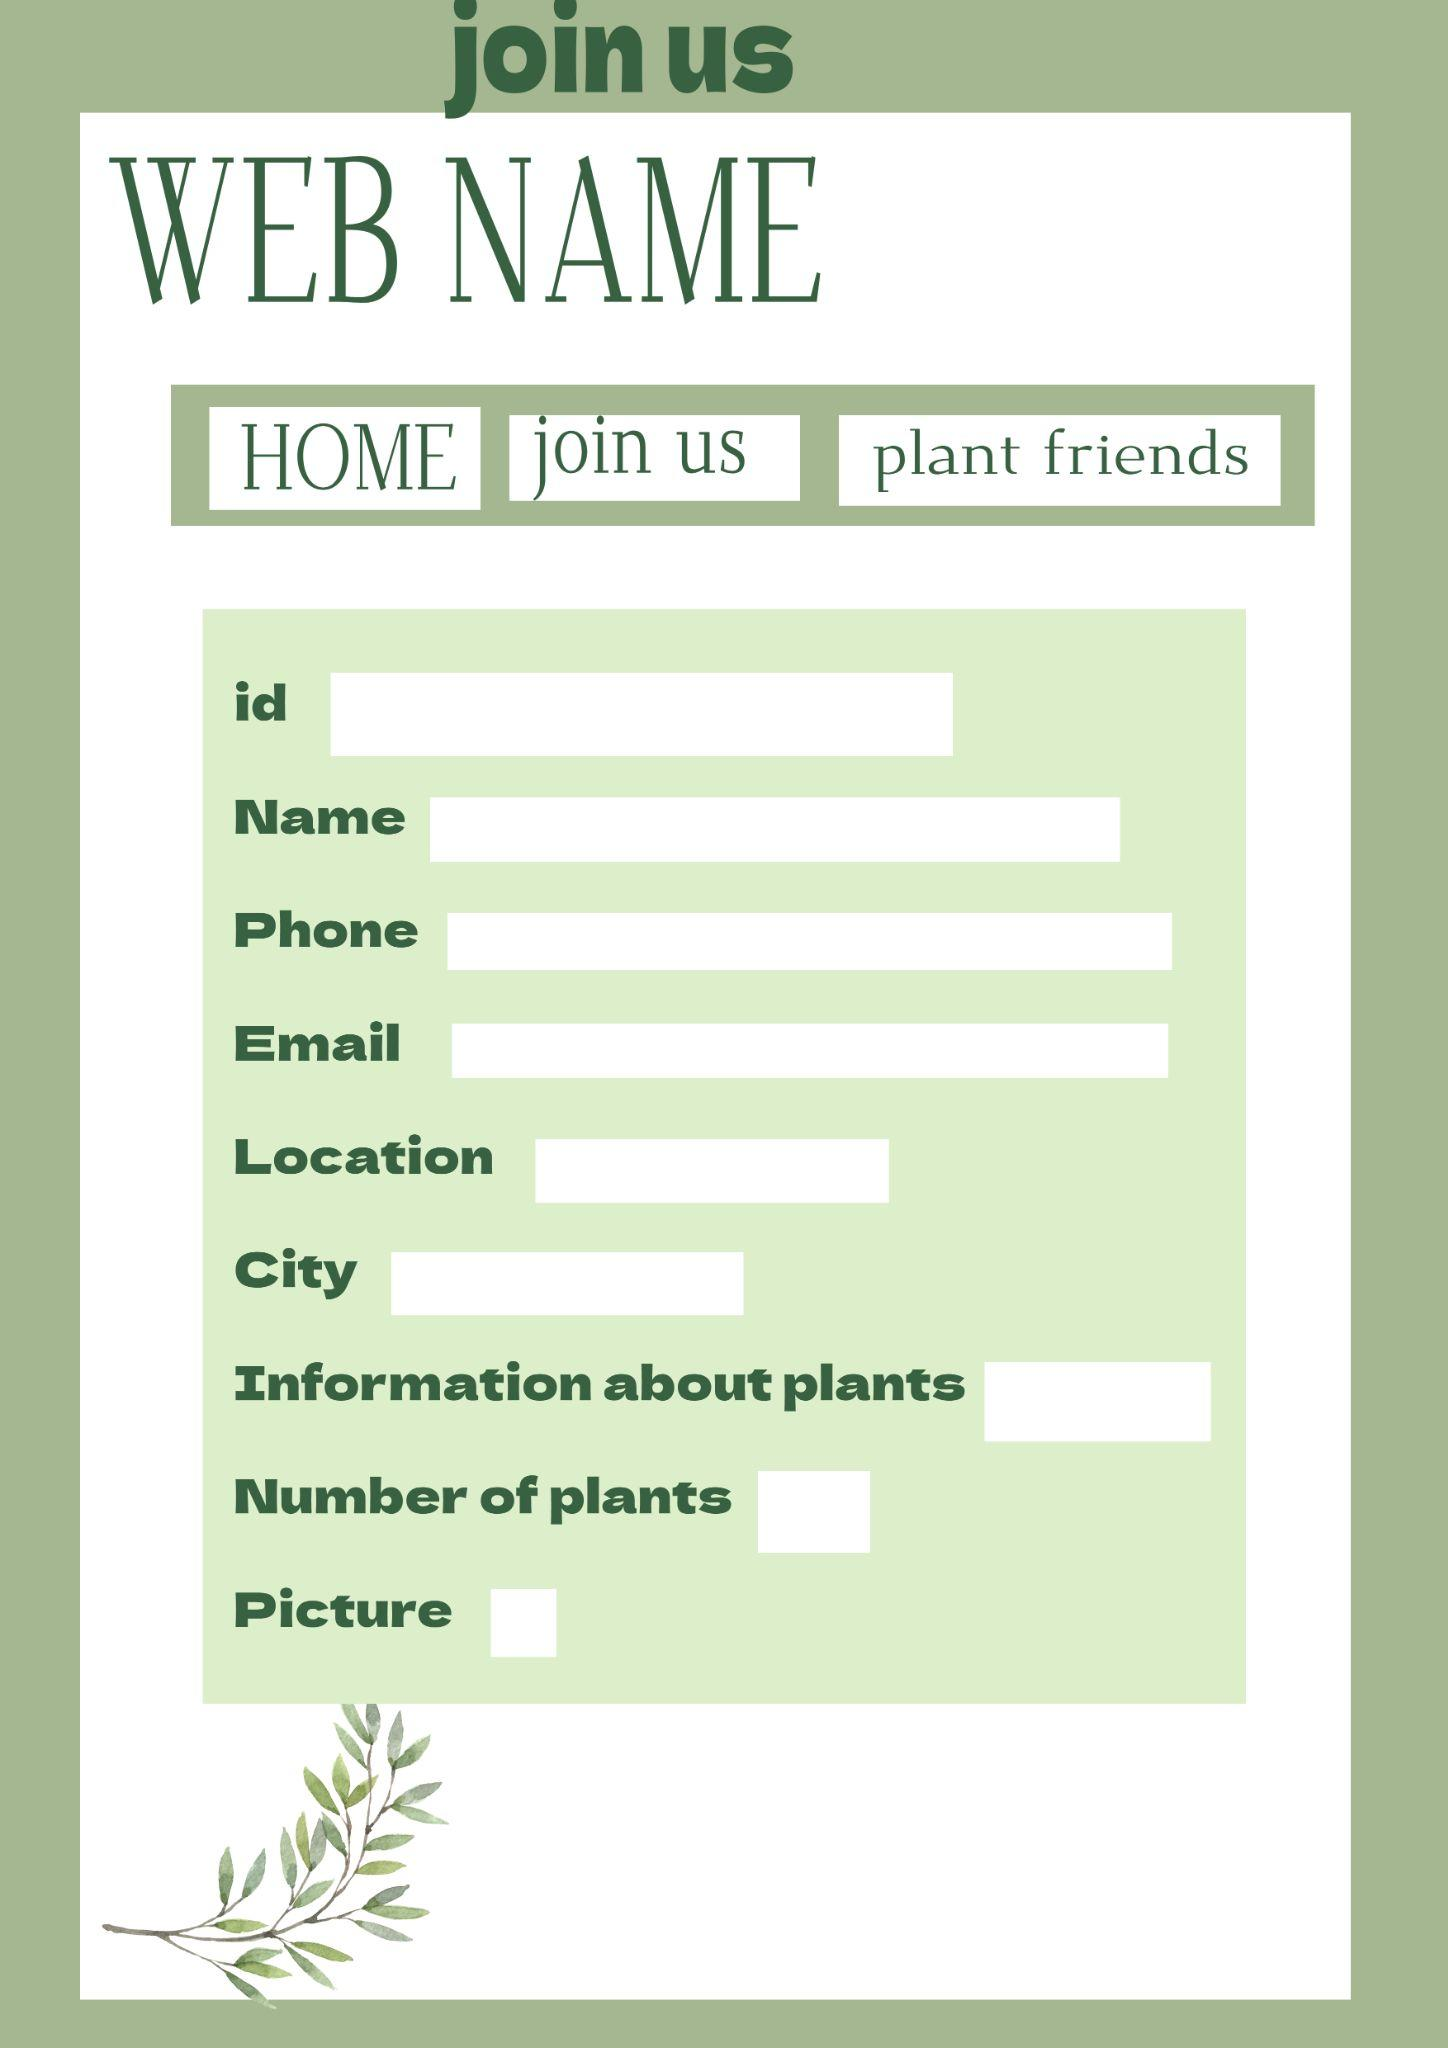 join us
WEB NAME
HOME join us plant friends
id
Name
Phone
Email
Location
City
Information about plants
Number of plants
Picture